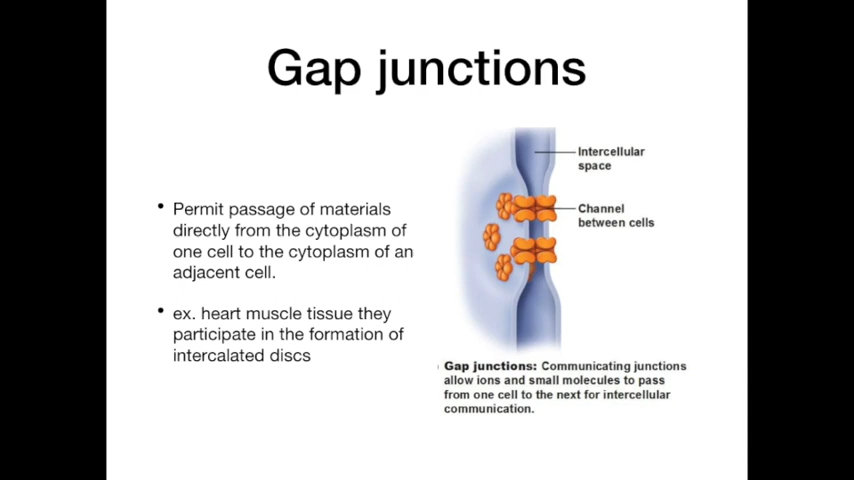 Gap junctions
• Permit passage of materials
directly from the cytoplasm of
one cell to the cytoplasm of an
adjacent cell.
• ex. heart muscle tissue they
participate in the formation of
intercalated discs
Intercellular
space
Channel
between cells
Gap junctions: Communicating junctions
allow ions and small molecules to pass
from one cell to the next for intercellular
communication.